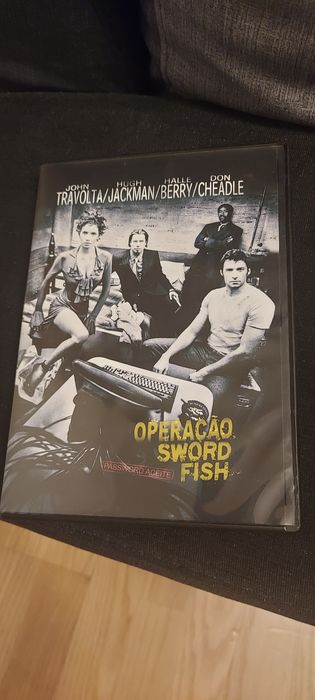 JOHN HUGH HALLE DON
TRAVOLTA/JACKMAN/BERRY/CHEADLE
OPERAÇÃO
SWORD
PASSWORD ACEITE FISH